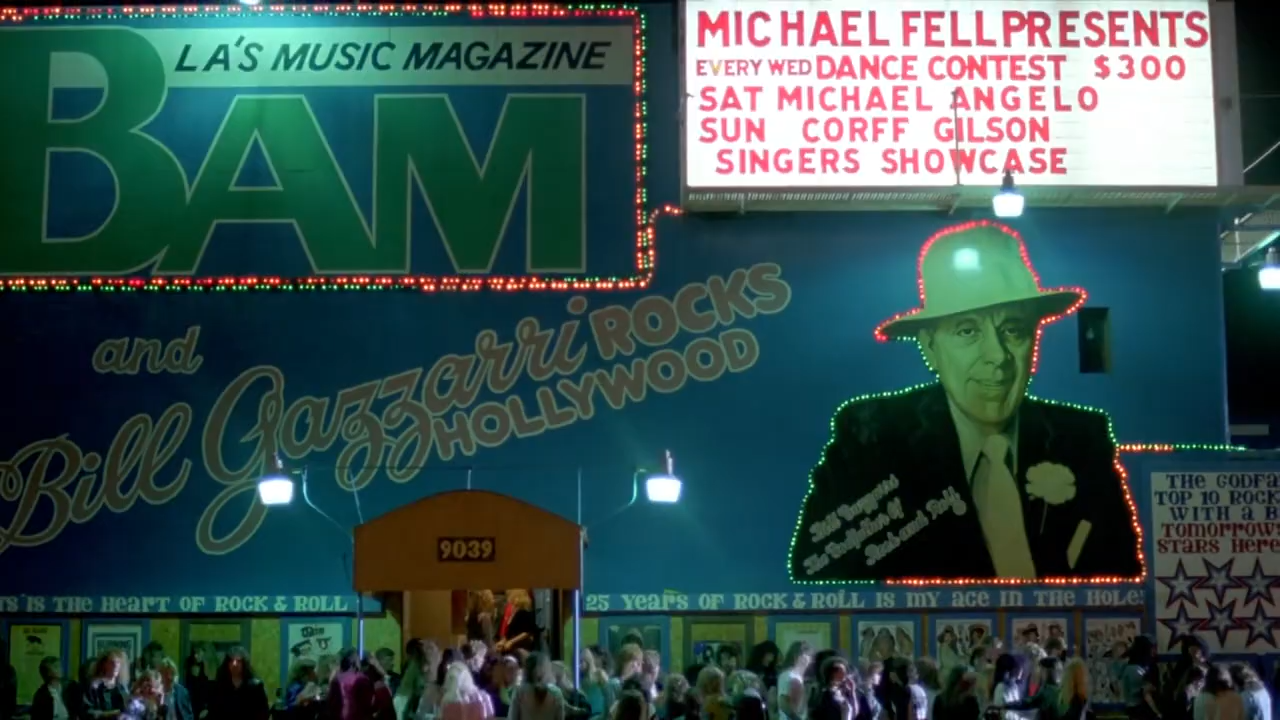 LA'S MUSIC MAGAZINE
BAM
and
Bill Gazzarri ROCKS
HOLLYWOOD
MICHAEL FELL PRESENTS
EVERY WED DANCE CONTEST $300
SAT MICHAEL ANGELO
SUN CORFF GILSON
SINGERS SHOWCASE
Bill Gazzarri
The Godfather of
Rock and Roll
9039
THE GODFA
TOP 10 ROCK
WITH A B
TOMORROWS
STARS HERE
TS IS THE HEART OF ROCK & ROLL
25 YEARS OF ROCK & ROLL IS MY ACE IN THE HOLE!